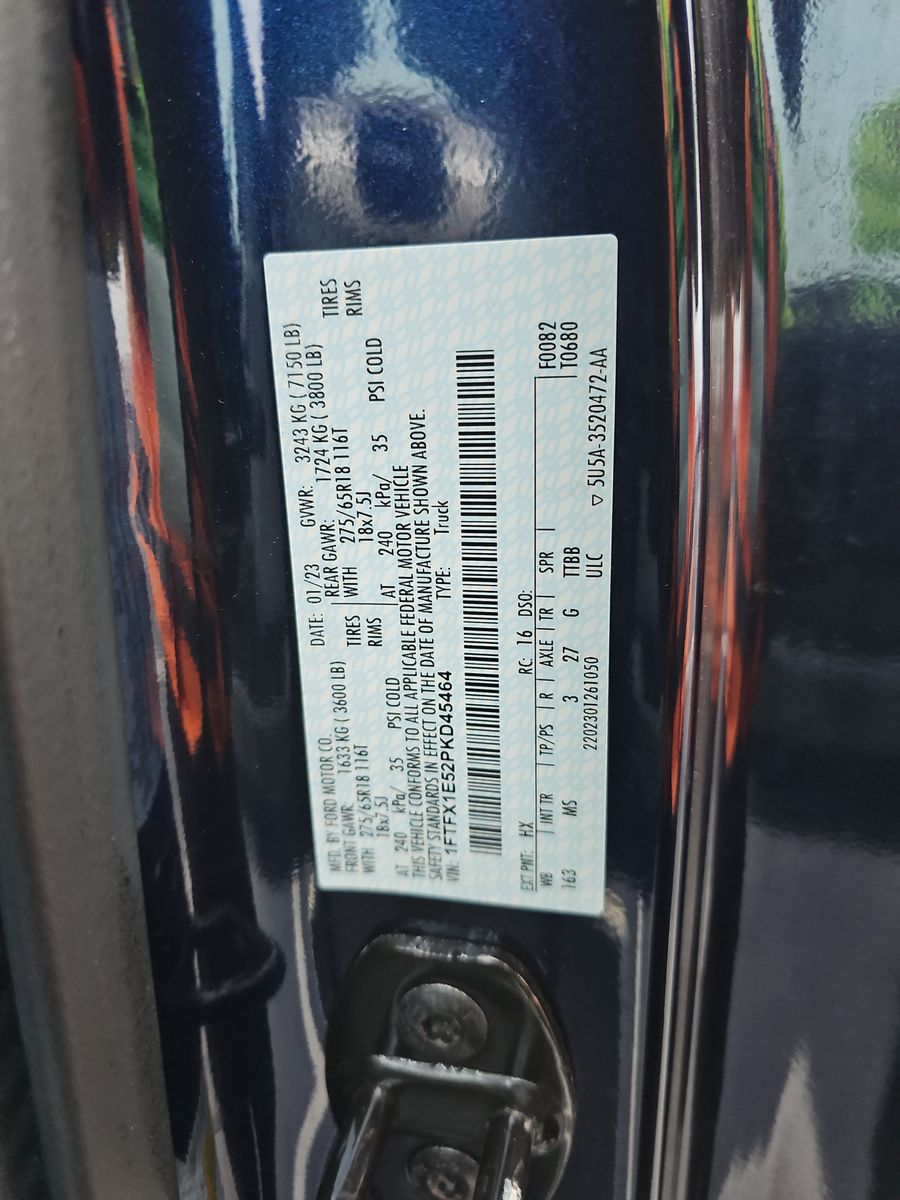 MFD. BY FORD MOTOR CO. DATE: 01/23 GVWR: 3243 KG ( 7150 LB)
FRONT GAWR: 1633 KG ( 3600 LB) REAR GAWR: 1724 KG ( 3800 LB)
WITH 275/65R18 116T TIRES WITH 275/65R18 116T TIRES
18x7.5J RIMS 18x7.5J RIMS
AT 240 kPa/ 35 PSI COLD AT 240 kPa/ 35 PSI COLD
THIS VEHICLE CONFORMS TO ALL APPLICABLE FEDERAL MOTOR VEHICLE
SAFETY STANDARDS IN EFFECT ON THE DATE OF MANUFACTURE SHOWN ABOVE.
VIN: 1FTFX1E52PKD45464 TYPE: Truck
EXT PNT: HX RC: 16 DSO: F0082
WB INT TR TP/PS R AXLE TR SPR T0680
163 MS 3 27 G TTBB
2202301261050 ULC ▽ 5U5A-3520472-AA